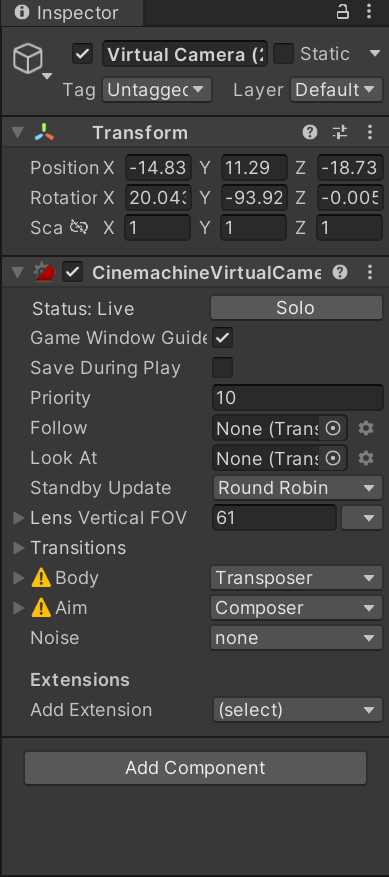 Inspector
Virtual Camera (2 Static
Tag Untagged Layer Default
Transform
Position X -14.83 Y 11.29 Z -18.73
Rotation X 20.043 Y -93.92 Z -0.005
Sca X 1 Y 1 Z 1
CinemachineVirtualCame
Status: Live Solo
Game Window Guide
Save During Play
Priority 10
Follow None (Trans
Look At None (Trans
Standby Update Round Robin
Lens Vertical FOV 61
Transitions
Body Transposer
Aim Composer
Noise none
Extensions
Add Extension (select)
Add Component